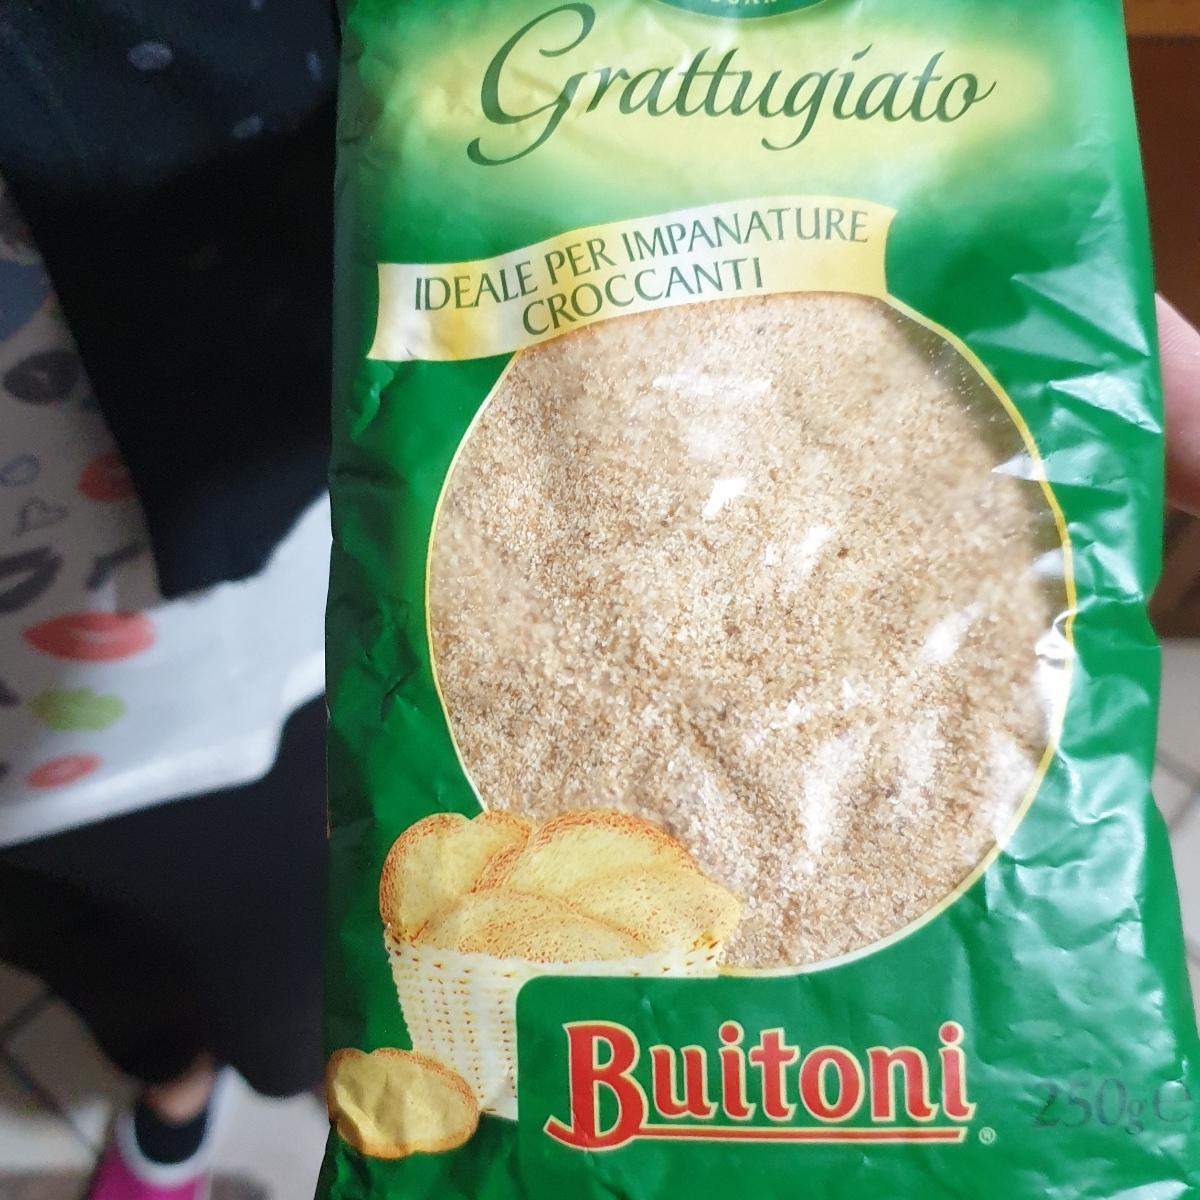 Grattugiato
IDEALE PER IMPANATURE
CROCCANTI
Buitoni®
250g e